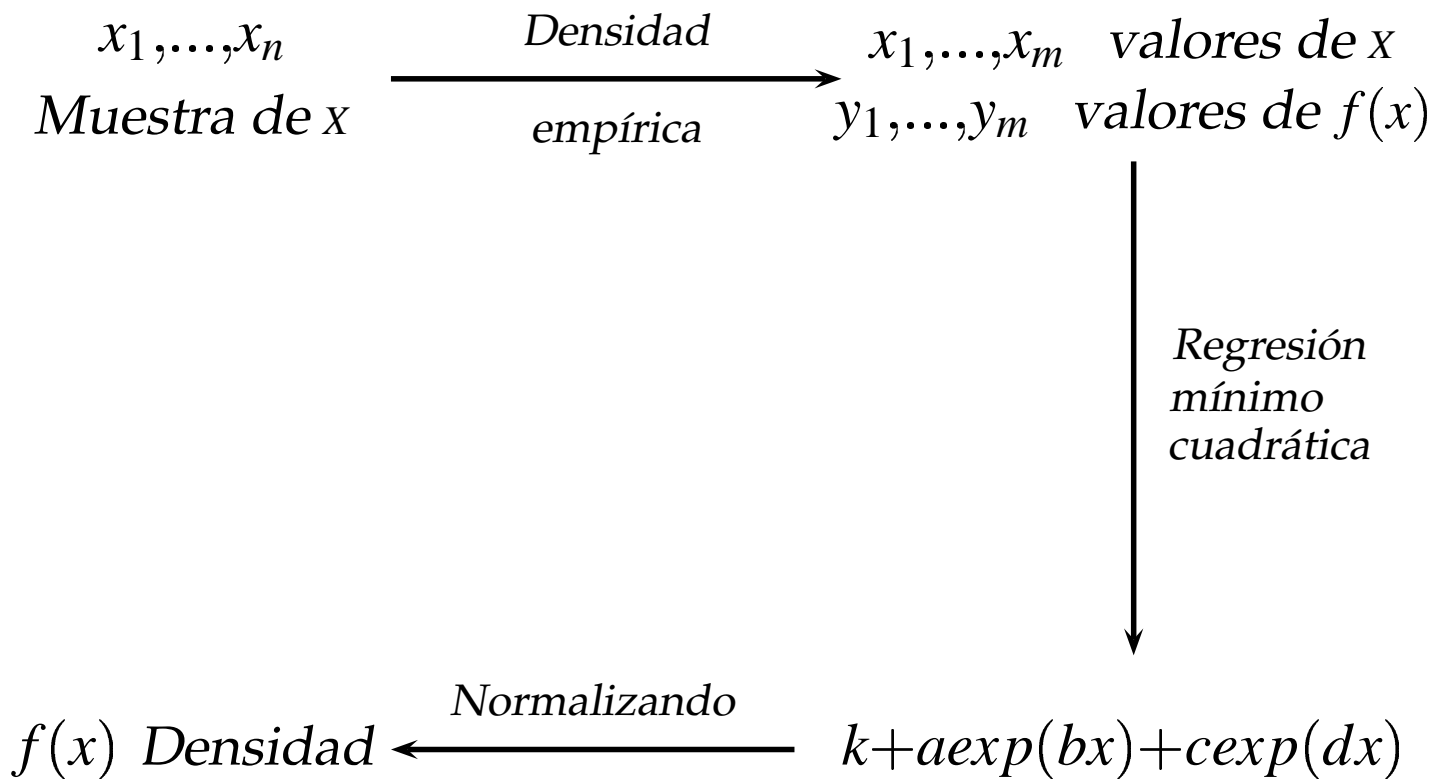 x₁,...,xₙ
Muestra de X
Densidad
empírica
x₁,...,xₘ valores de X
y₁,...,yₘ valores de f(x)
Regresión
mínimo
cuadrática
k+aexp(bx)+cexp(dx)
Normalizando
f(x) Densidad